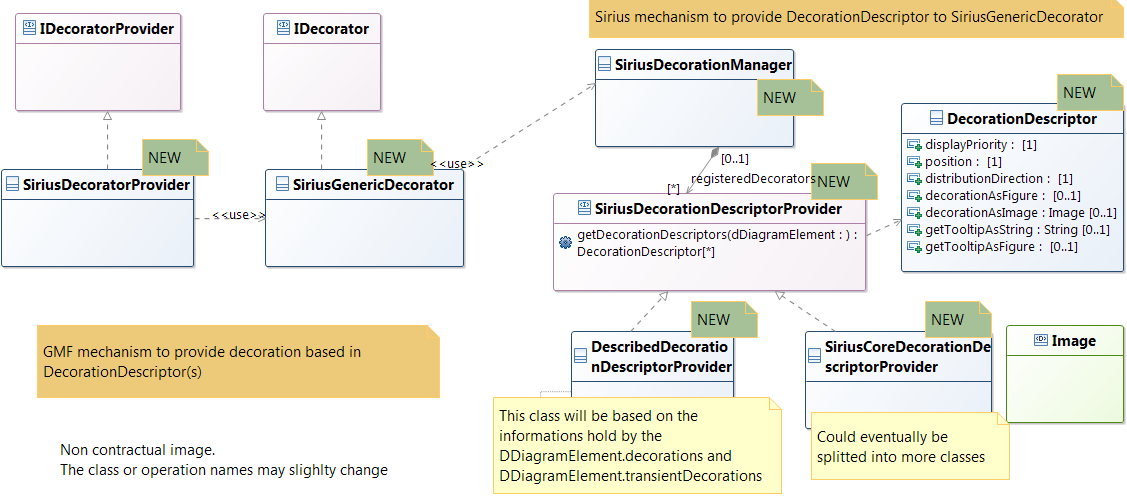 Sirius mechanism to provide DecorationDescriptor to SiriusGenericDecorator
IDecoratorProvider
IDecorator
SiriusDecorationManager
NEW
NEW
DecorationDescriptor
displayPriority :  [1]
position :  [1]
distributionDirection :  [1]
decorationAsFigure :  [0..1]
decorationAsImage : Image [0..1]
getTooltipAsString : String [0..1]
getTooltipAsFigure :  [0..1]
NEW
SiriusDecoratorProvider
<<use>>
NEW
SiriusGenericDecorator
<<use>>
[0..1]
registeredDecorators
[*]
NEW
SiriusDecorationDescriptorProvider
getDecorationDescriptors(dDiagramElement : ) :
DecorationDescriptor[*]
GMF mechanism to provide decoration based in
DecorationDescriptor(s)
NEW
DescribedDecoratio
nDescriptorProvider
NEW
SiriusCoreDecorationDe
scriptorProvider
Image
This class will be based on the
informations hold by the
DDiagramElement.decorations and
DDiagramElement.transientDecorations
Could eventually be
splitted into more classes
Non contractual image.
The class or operation names may slighlty change